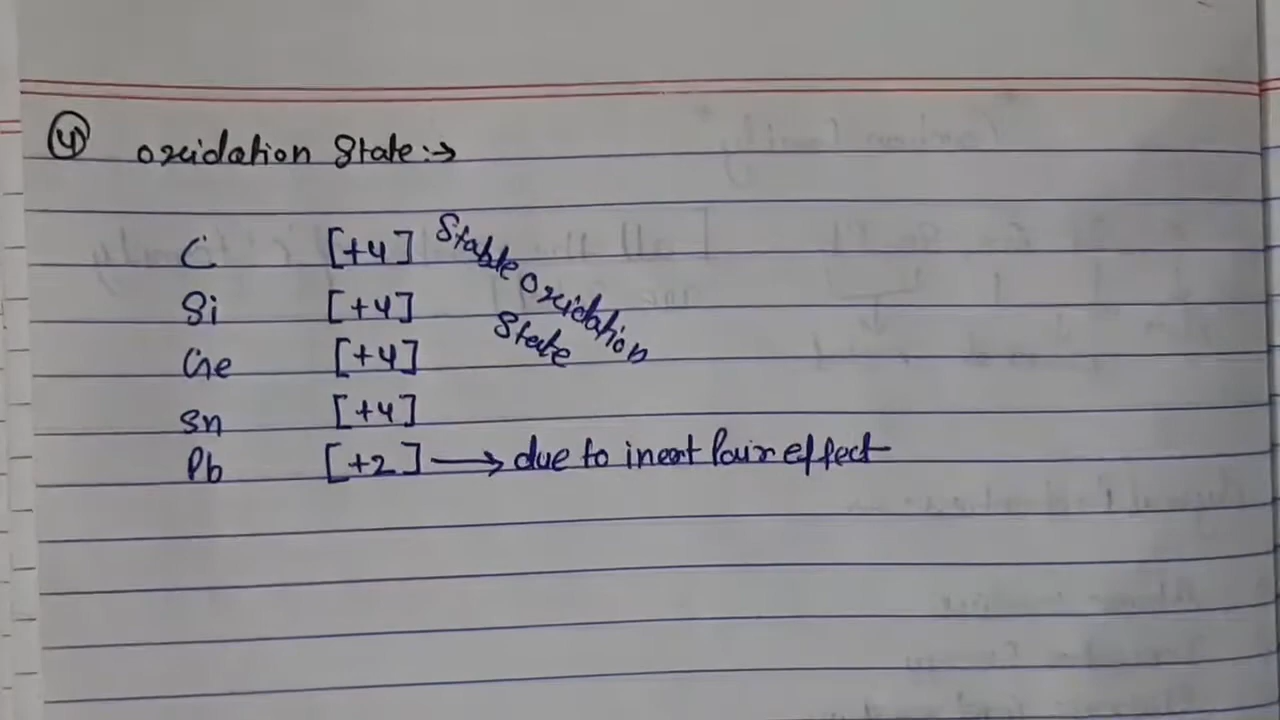 4 oxidation State:→
C [+4] Stable oxidation State
Si [+4]
Ge [+4]
Sn [+4]
Pb [+2] → due to inert Pair effect